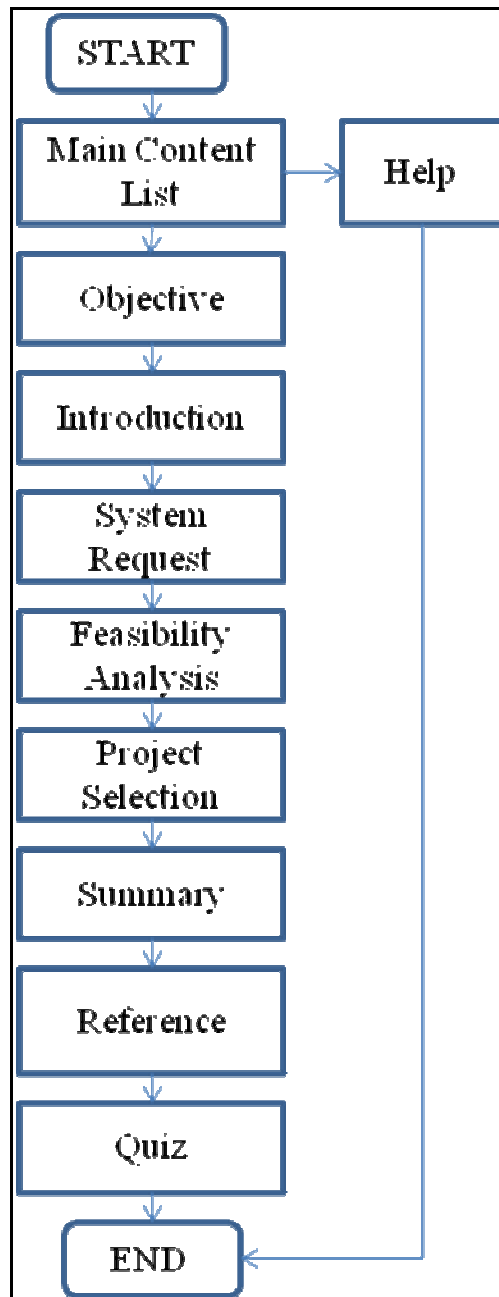 START
Main Content
List
Help
Objective
Introduction
System
Request
Feasibility
Analysis
Project
Selection
Summary
Reference
Quiz
END